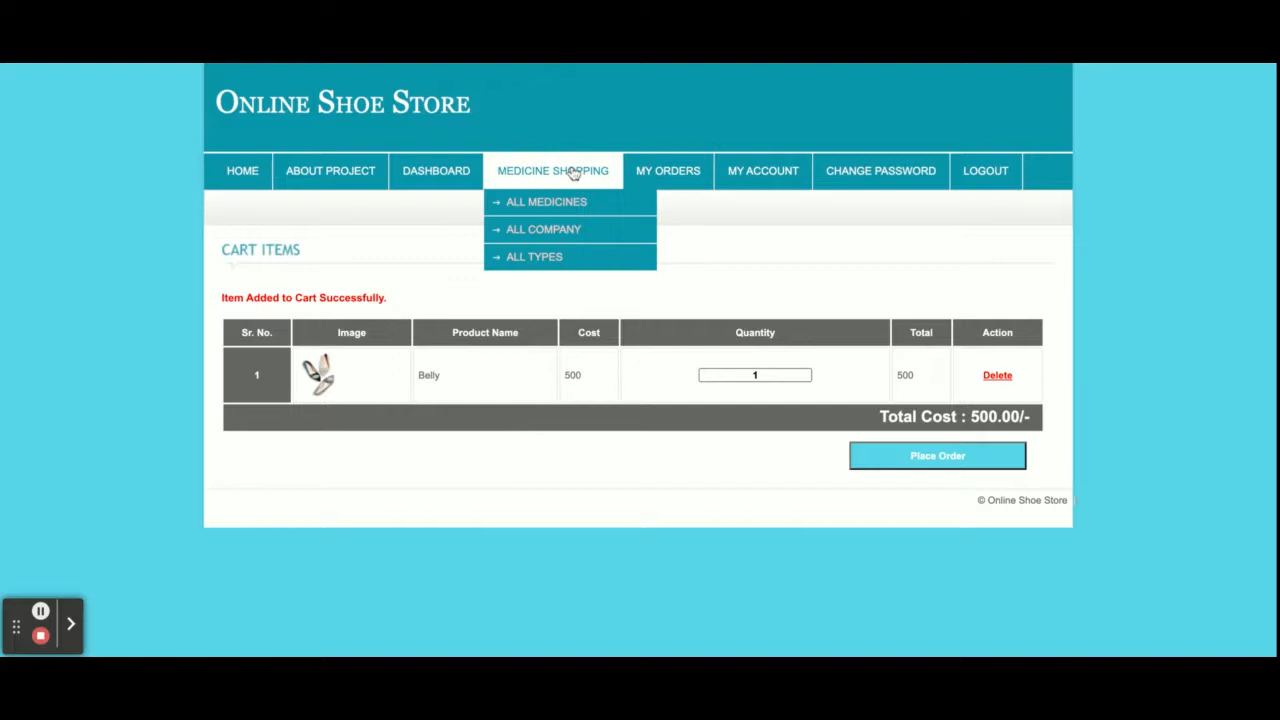 Online Shoe Store
HOME ABOUT PROJECT DASHBOARD MEDICINE SHOPPING MY ORDERS MY ACCOUNT CHANGE PASSWORD LOGOUT
→ ALL MEDICINES
→ ALL COMPANY
→ ALL TYPES
CART ITEMS
Item Added to Cart Successfully.
Sr. No. Image Product Name Cost Quantity Total Action
1 Belly 500 1 500 Delete
Total Cost : 500.00/-
Place Order
© Online Shoe Store